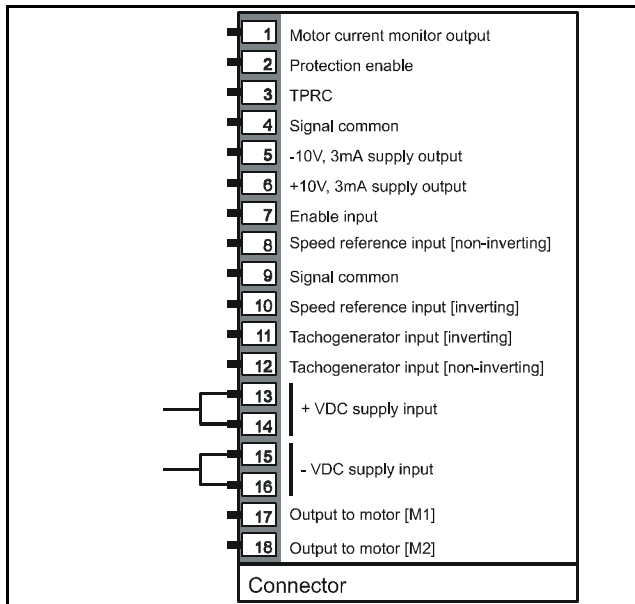 1 Motor current monitor output
2 Protection enable
3 TPRC
4 Signal common
5 -10V, 3mA supply output
6 +10V, 3mA supply output
7 Enable input
8 Speed reference input [non-inverting]
9 Signal common
10 Speed reference input [inverting]
11 Tachogenerator input [inverting]
12 Tachogenerator input [non-inverting]
13
+ VDC supply input
14
15
- VDC supply input
16
17 Output to motor [M1]
18 Output to motor [M2]
Connector